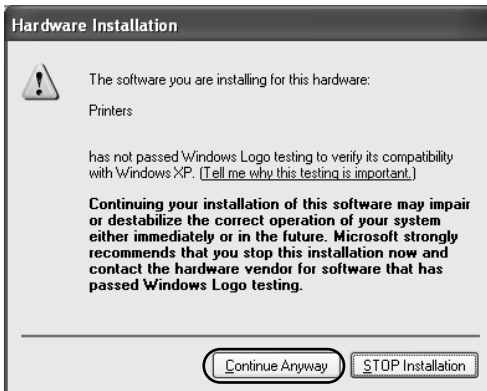 Hardware Installation
The software you are installing for this hardware:
Printers
has not passed Windows Logo testing to verify its compatibility
with Windows XP. (Tell me why this testing is important.)
Continuing your installation of this software may impair
or destabilize the correct operation of your system
either immediately or in the future. Microsoft strongly
recommends that you stop this installation now and
contact the hardware vendor for software that has
passed Windows Logo testing.
Continue Anyway STOP Installation